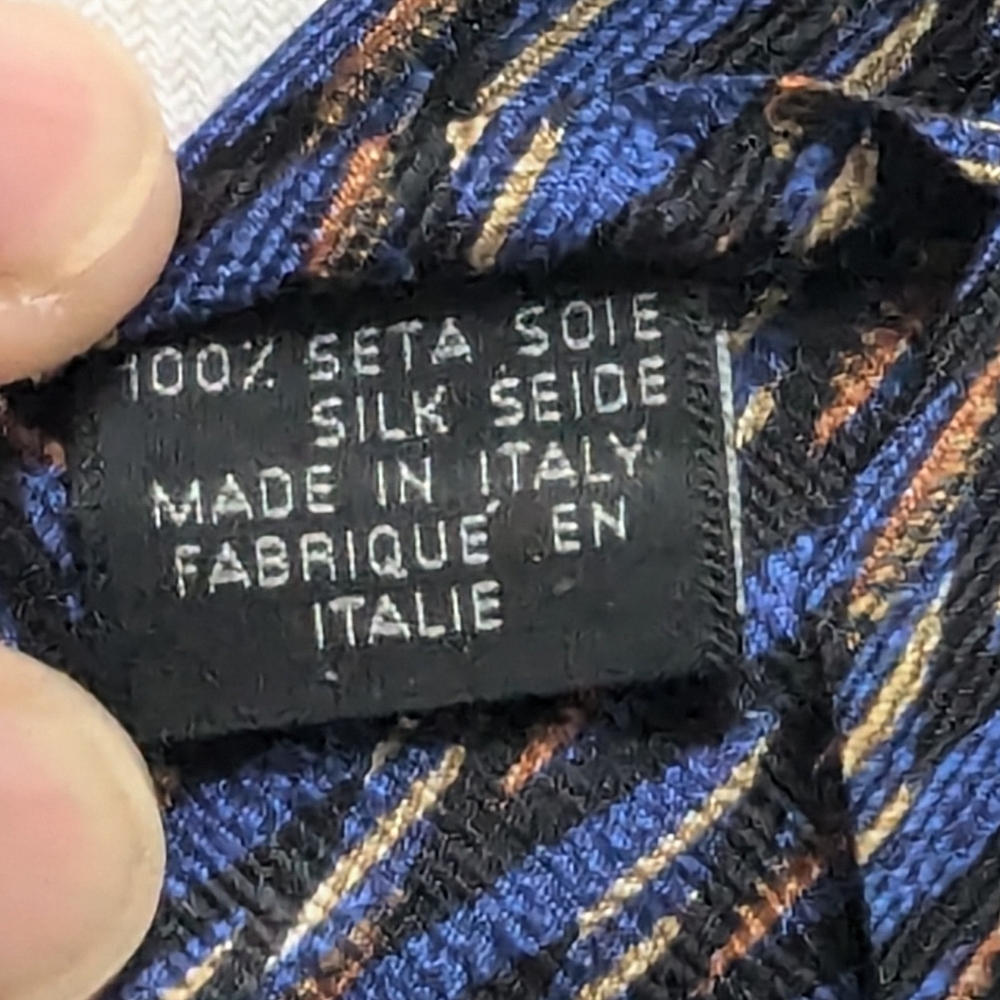 100% SETA SOIE
SILK SEIDE
MADE IN ITALY
FABRIQUÉ EN
ITALIE